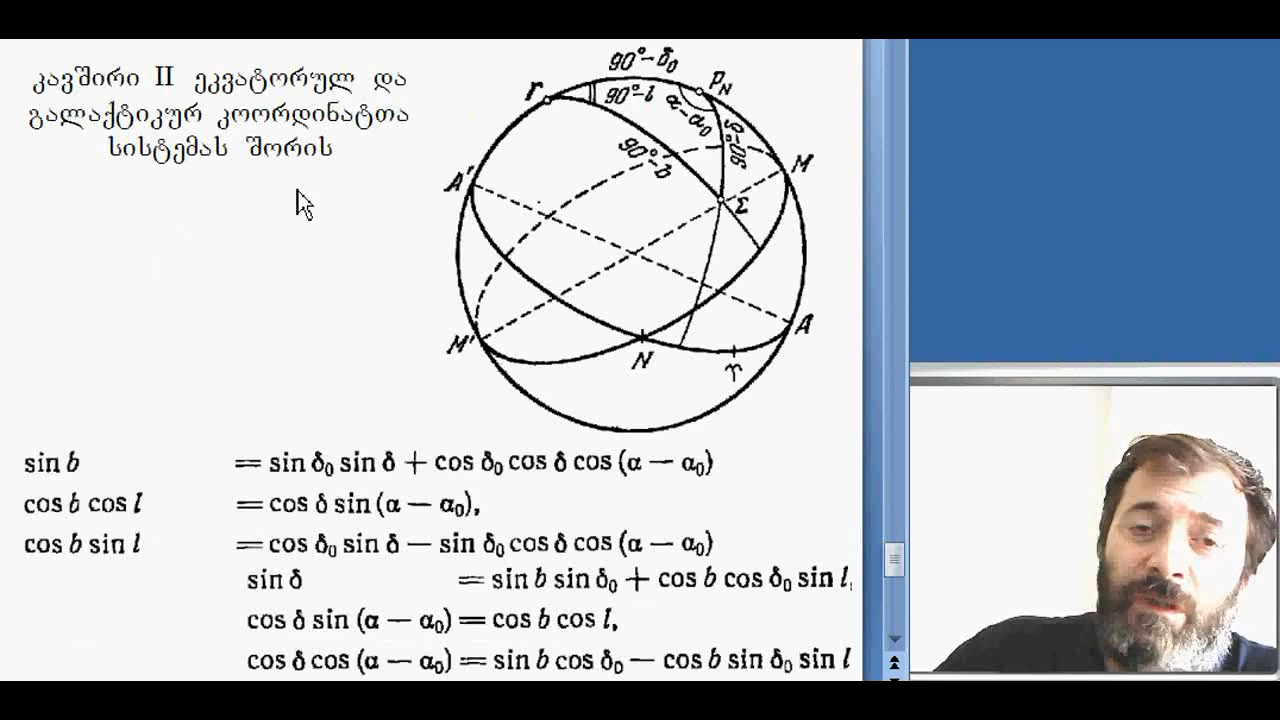 კავშირი II ეკვატორულ და
გალაქტიკურ კოორდინატთა
სისტემას შორის
90°-δ₀
Γ
90°-l
P_N
α-α₀
90°-δ
90°-b
M
A'
Σ
A
M'
N
♈
sin b = sin δ₀ sin δ + cos δ₀ cos δ cos (α — α₀)
cos b cos l = cos δ sin (α — α₀),
cos b sin l = cos δ₀ sin δ — sin δ₀ cos δ cos (α — α₀)
sin δ = sin b sin δ₀ + cos b cos δ₀ sin l,
cos δ sin (α — α₀) = cos b cos l,
cos δ cos (α — α₀) = sin b cos δ₀ — cos b sin δ₀ sin l